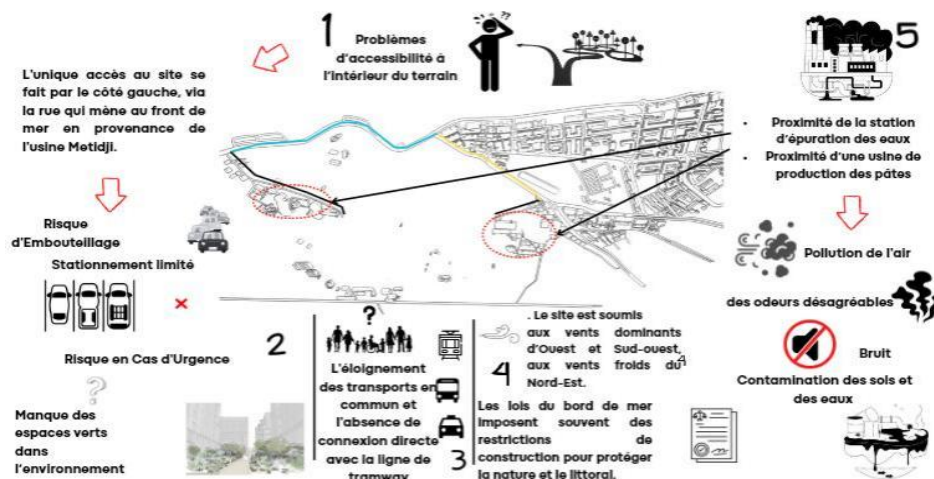 1
Problèmes
d'accessibilité à
l'intérieur du terrain
??
L'unique accès au site se
fait par le côté gauche, via
la rue qui mène au front de
mer en provenance de
l'usine Metidji.
Risque
d'Embouteillage
Stationnement limité
Risque en Cas d'Urgence
?
Manque des
espaces verts
dans
l'environnement
2
?
L'éloignement
des transports en
commun et
l'absence de
connexion directe
avec la ligne de
tramway
3
4
. Le site est soumis
aux vents dominants
d'Ouest et Sud-ouest,
aux vents froids du
Nord-Est.
Les lois du bord de mer
imposent souvent des
restrictions de
construction pour protéger
la nature et le littoral.
5
• Proximité de la station
d'épuration des eaux
• Proximité d'une usine de
production des pâtes
Pollution de l'air
des odeurs désagréables
Bruit
Contamination des sols et
des eaux